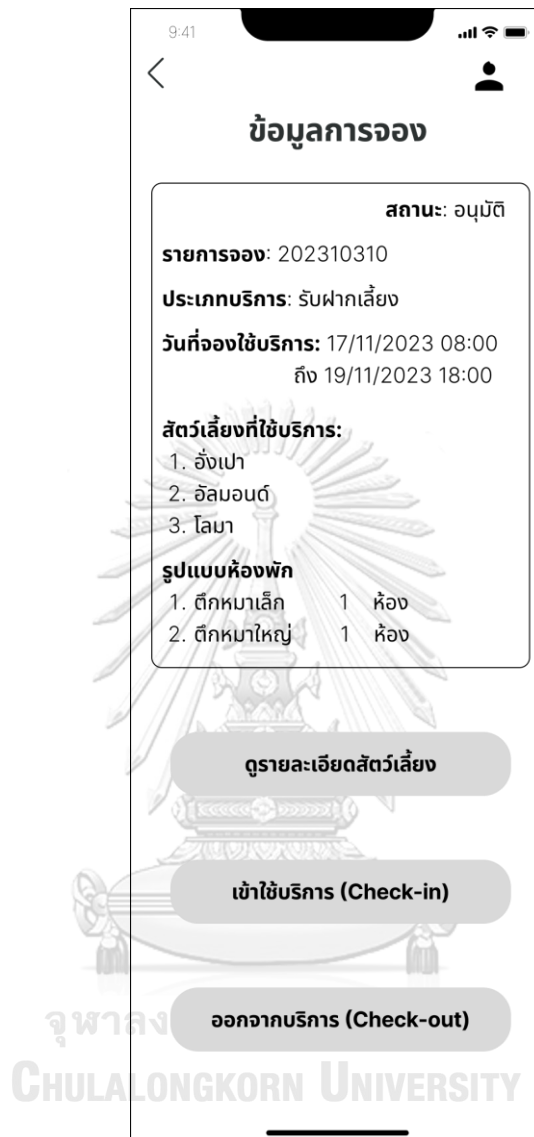 9:41
ข้อมูลการจอง
สถานะ: อนุมัติ
รายการจอง: 202310310
ประเภทบริการ: รับฝากเลี้ยง
วันที่จองใช้บริการ: 17/11/2023 08:00
ถึง 19/11/2023 18:00
สัตว์เลี้ยงที่ใช้บริการ:
1. อั่งเปา
2. อัลมอนด์
3. โลมา
รูปแบบห้องพัก
1. ตึกหมาเล็ก 1 ห้อง
2. ตึกหมาใหญ่ 1 ห้อง
ดูรายละเอียดสัตว์เลี้ยง
เข้าใช้บริการ (Check-in)
ออกจากบริการ (Check-out)
จุฬาลง
CHULALONGKORN UNIVERSITY